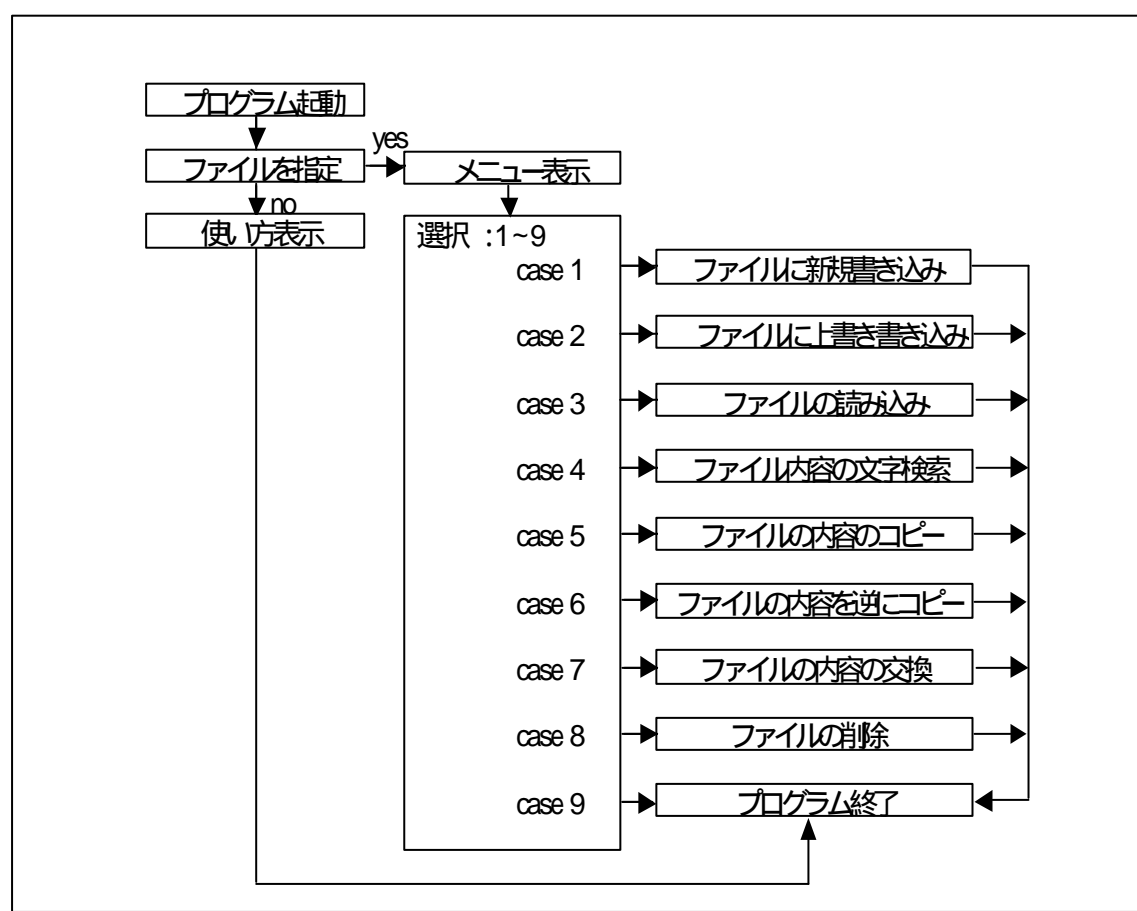 プログラム起動
yes
ファイルを指定
メニュー表示
no
使い方表示
選択 :1~9
case 1
ファイルに新規書き込み
case 2
ファイルに上書き書き込み
case 3
ファイルの読み込み
case 4
ファイル内容の文字検索
case 5
ファイルの内容のコピー
case 6
ファイルの内容を逆にコピー
case 7
ファイルの内容の交換
case 8
ファイルの削除
case 9
プログラム終了